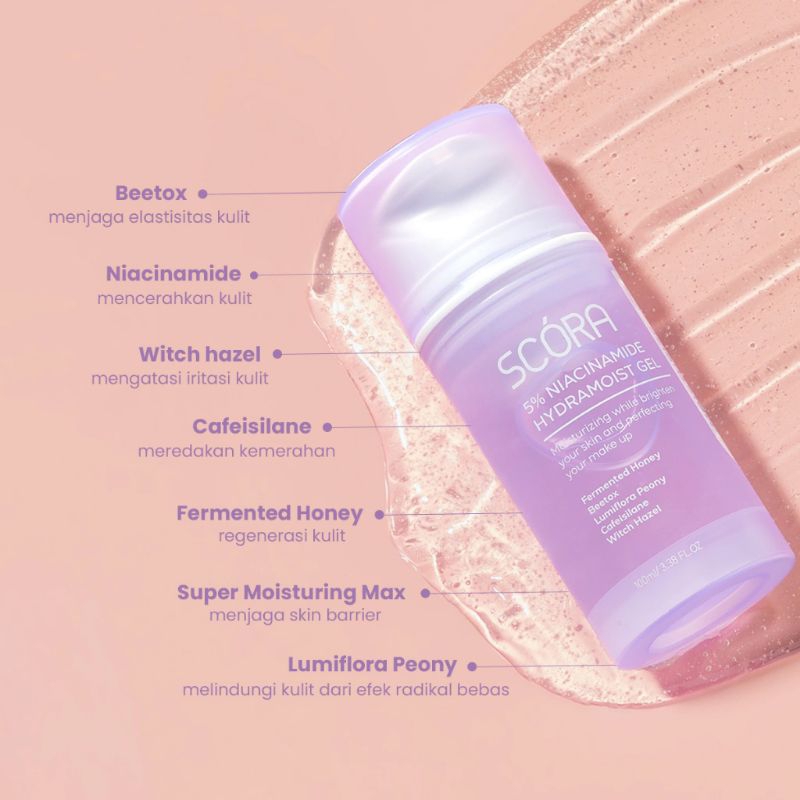 Beetox
menjaga elastisitas kulit
Niacinamide
mencerahkan kulit
Witch hazel
mengatasi iritasi kulit
Cafeisilane
meredakan kemerahan
Fermented Honey
regenerasi kulit
Super Moisturing Max
menjaga skin barrier
Lumiflora Peony
melindungi kulit dari efek radikal bebas
SCÓRA
5% NIACINAMIDE
HYDRAMOIST GEL
Moisturizing while brighten
your skin and perfecting
your make up
Fermented Honey
Beetox
Lumiflora Peony
Cafeisilane
Witch Hazel
100ml/ 3.38 FL.OZ